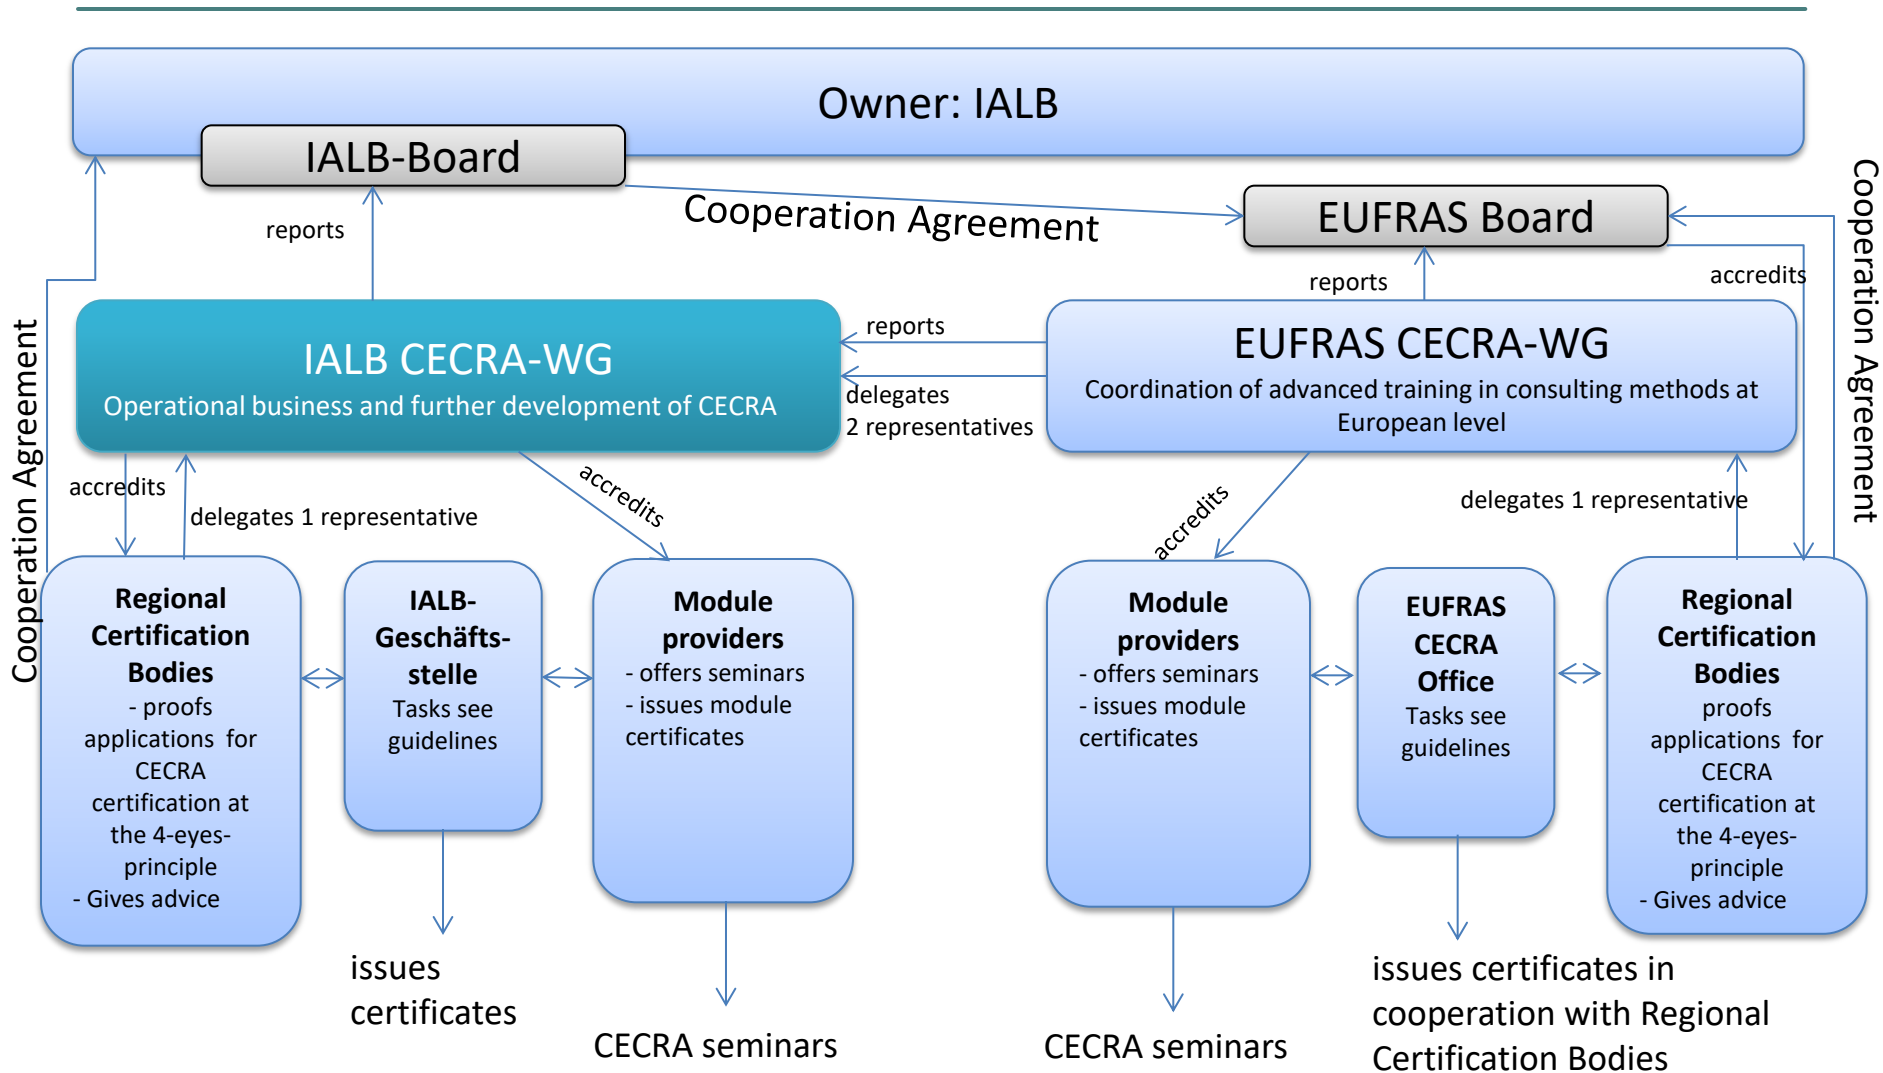 Owner: IALB
IALB-Board
EUFRAS Board
Cooperation Agreement
reports
reports
accredits
Cooperation Agreement
Cooperation Agreement
IALB CECRA-WG
Operational business and further development of CECRA
reports
delegates
2 representatives
EUFRAS CECRA-WG
Coordination of advanced training in consulting methods at
European level
accredits
delegates 1 representative
accredits
accredits
delegates 1 representative
Regional
Certification
Bodies
- proofs
applications for
CECRA
certification at
the 4-eyes-
principle
- Gives advice
IALB-
Geschäfts-
stelle
Tasks see
guidelines
Module
providers
- offers seminars
- issues module
certificates
Module
providers
- offers seminars
- issues module
certificates
EUFRAS
CECRA
Office
Tasks see
guidelines
Regional
Certification
Bodies
proofs
applications for
CECRA
certification at
the 4-eyes-
principle
- Gives advice
issues
certificates
CECRA seminars
CECRA seminars
issues certificates in
cooperation with Regional
Certification Bodies